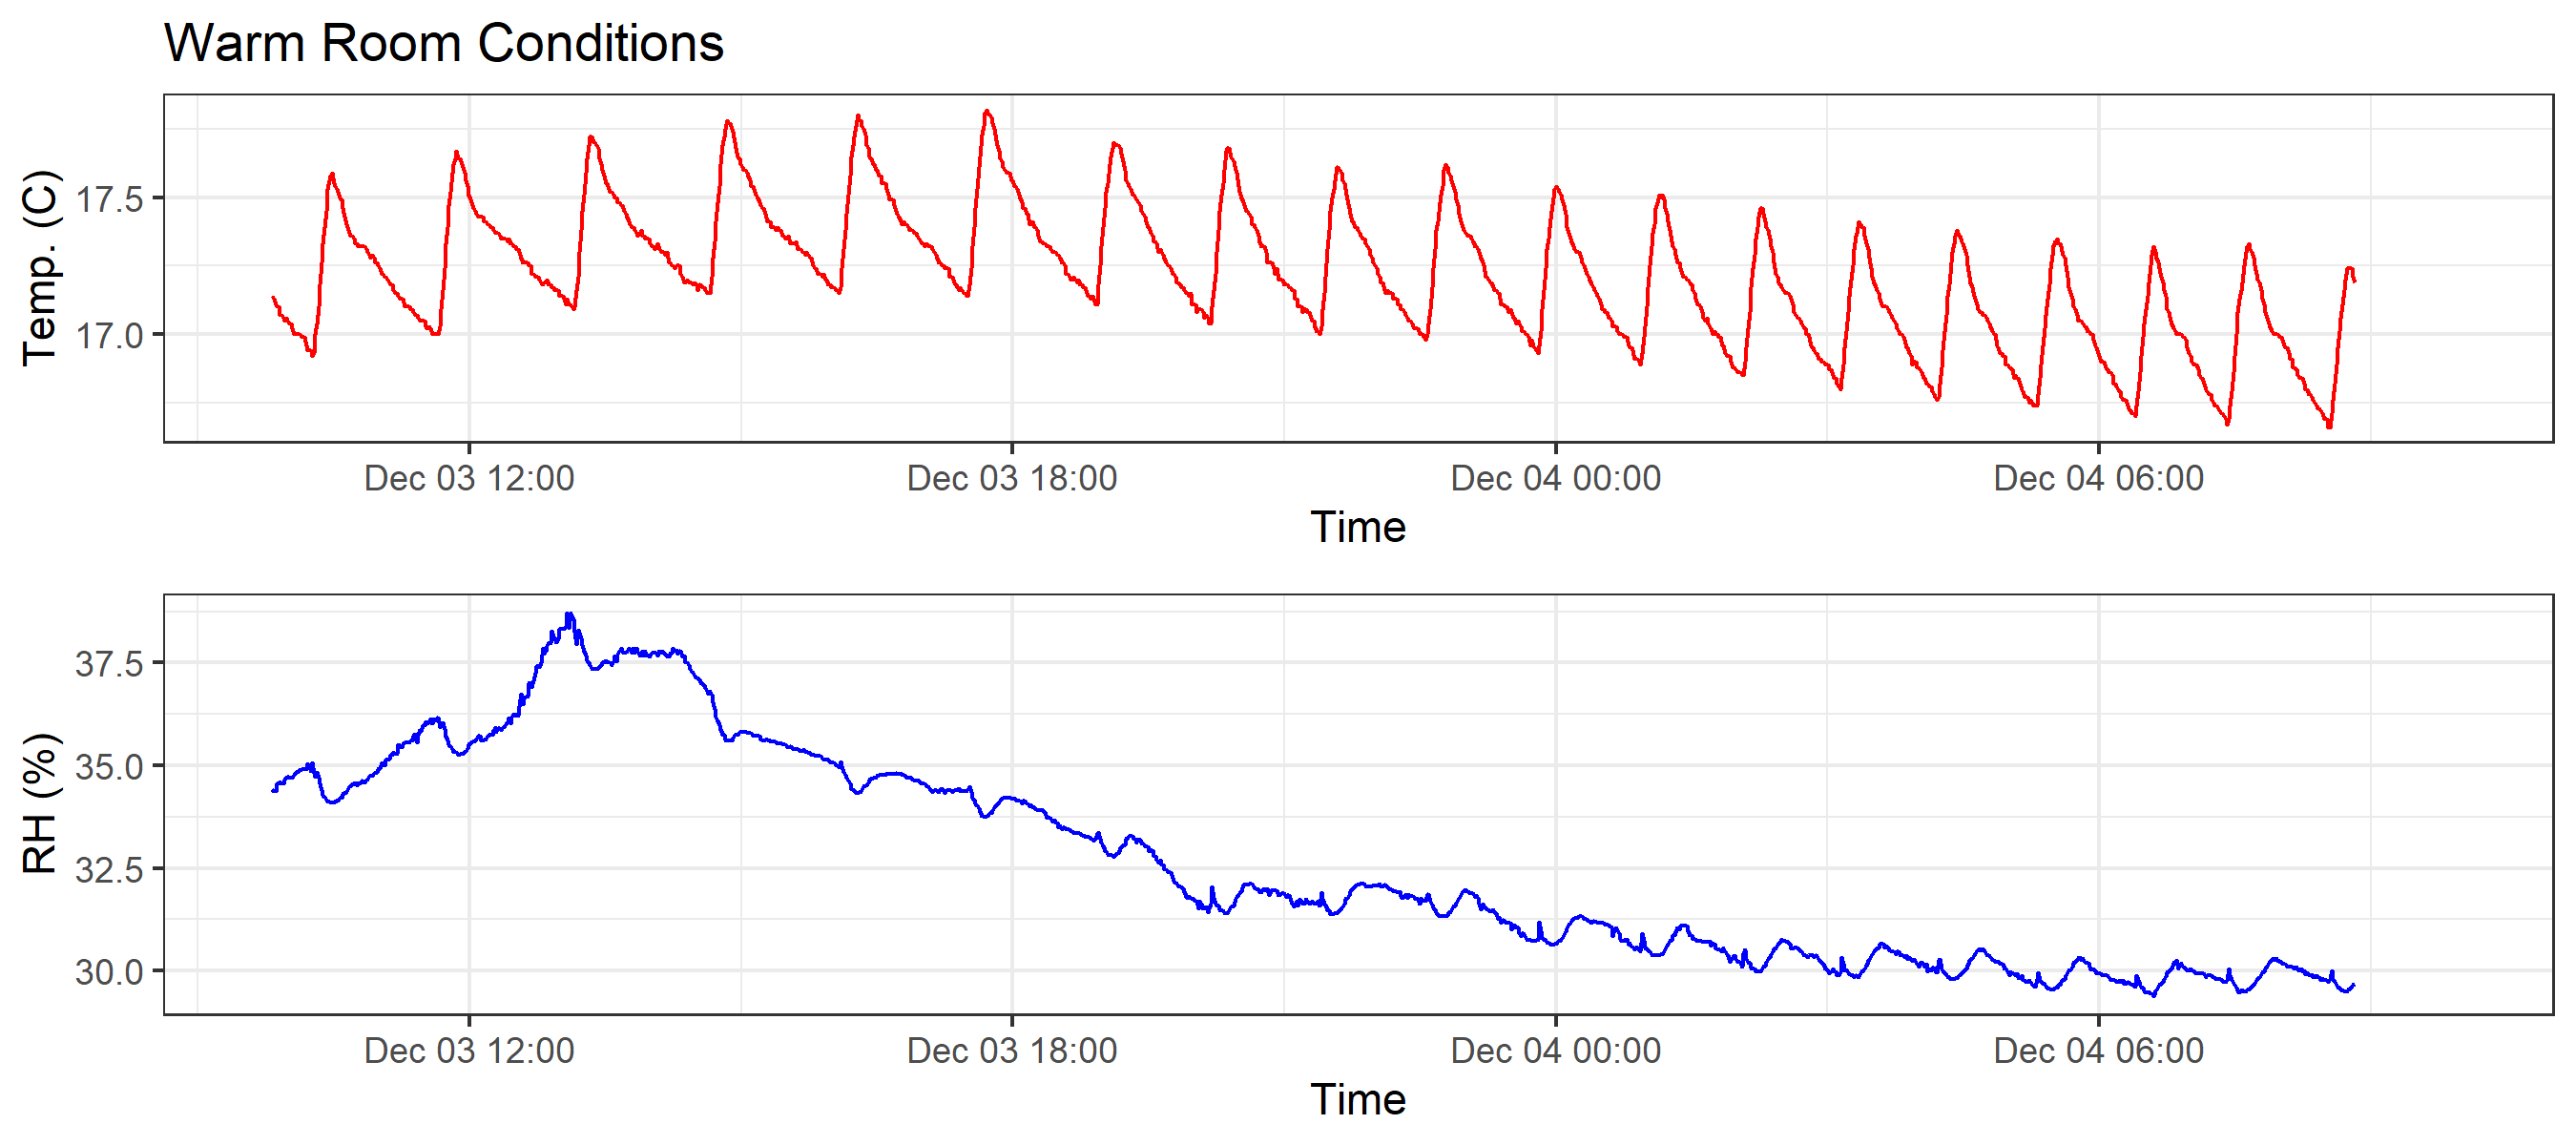 Warm Room Conditions
Temp. (C)
17.5
17.0
Dec 03 12:00 Dec 03 18:00 Dec 04 00:00 Dec 04 06:00
Time
RH (%)
37.5
35.0
32.5
30.0
Dec 03 12:00 Dec 03 18:00 Dec 04 00:00 Dec 04 06:00
Time